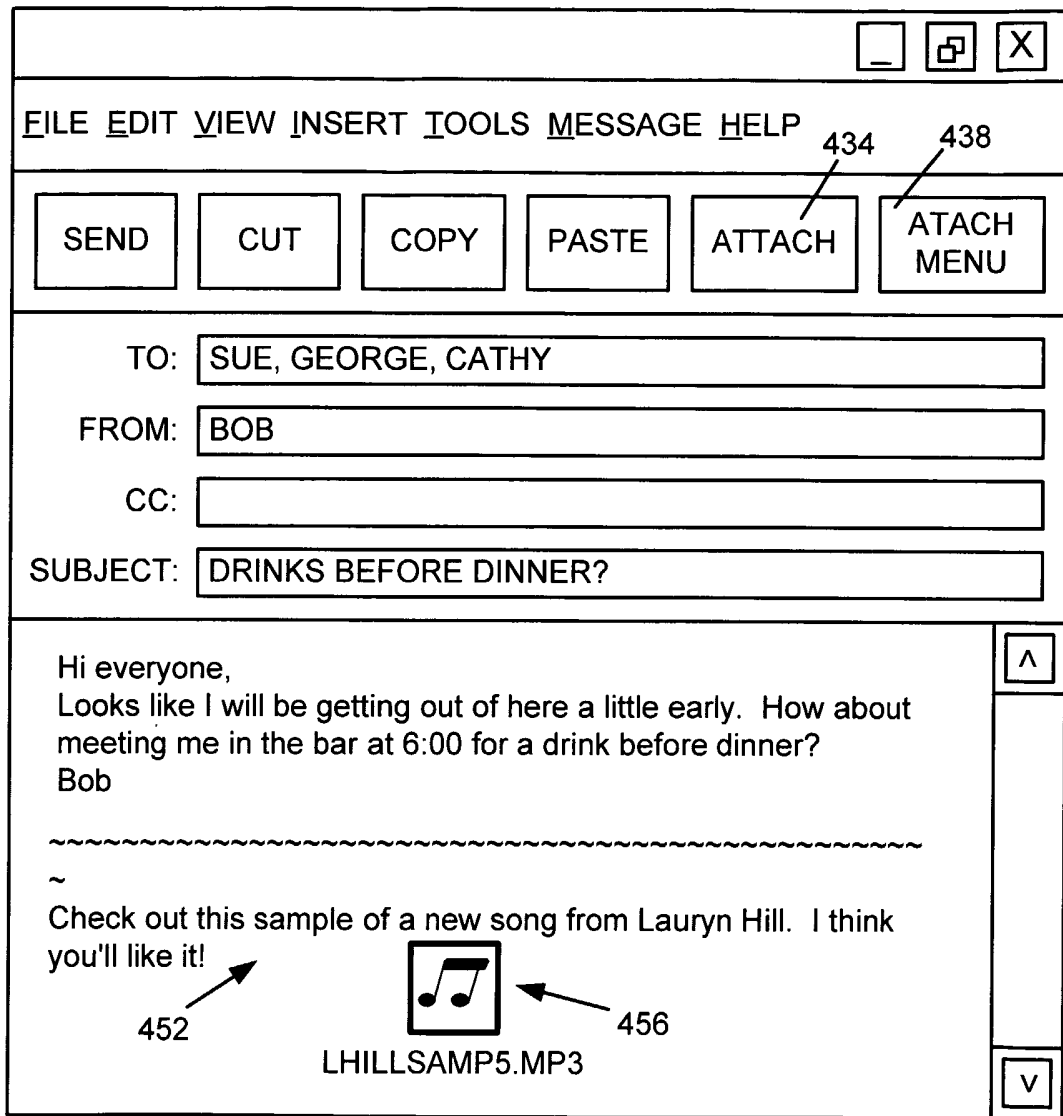 _ X
FILE EDIT VIEW INSERT TOOLS MESSAGE HELP
434 438
SEND CUT COPY PASTE ATTACH ATACH MENU
TO: SUE, GEORGE, CATHY
FROM: BOB
CC:
SUBJECT: DRINKS BEFORE DINNER?
Hi everyone,
Looks like I will be getting out of here a little early. How about
meeting me in the bar at 6:00 for a drink before dinner?
Bob
~~~~~~~~~~~~~~~~~~~~~~~~~~~~~~~~~~~~~~~~~~~~~~~~
~
Check out this sample of a new song from Lauryn Hill. I think
you'll like it!
452 456
LHILLSAMP5.MP3